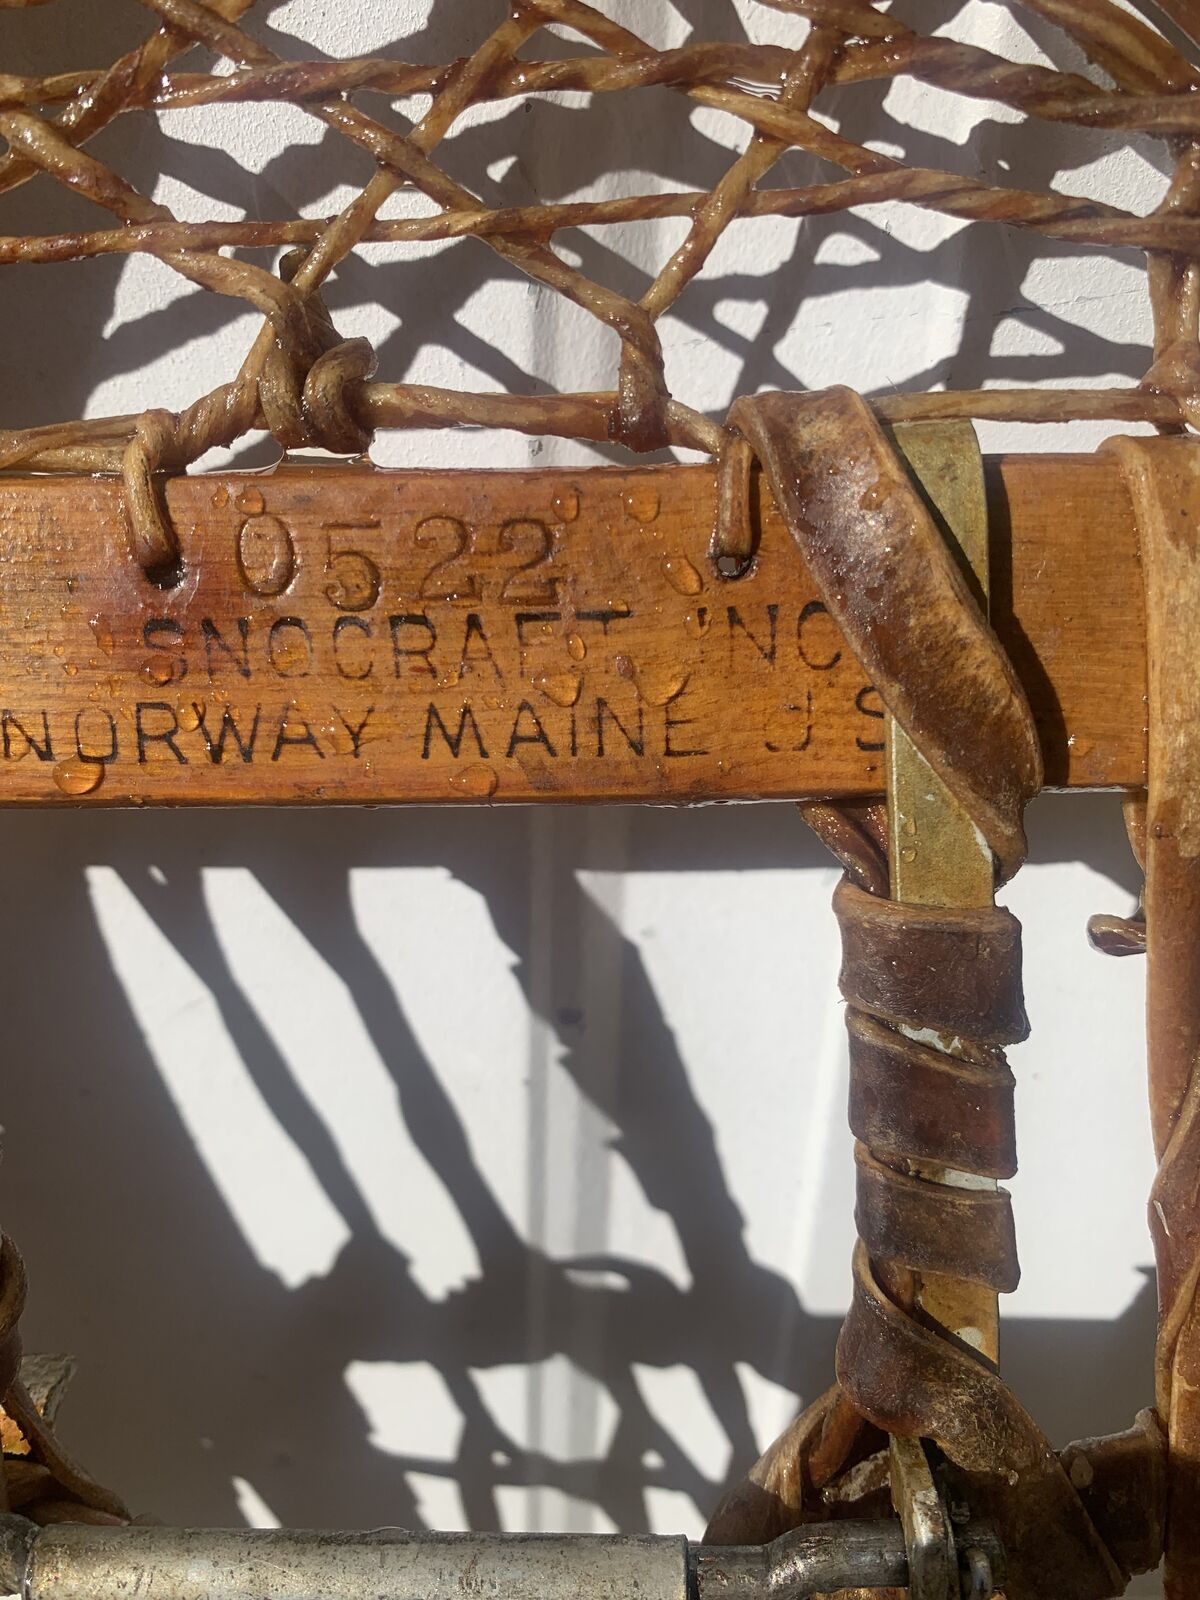 0522
SNOCRAFT INC
NORWAY MAINE U S